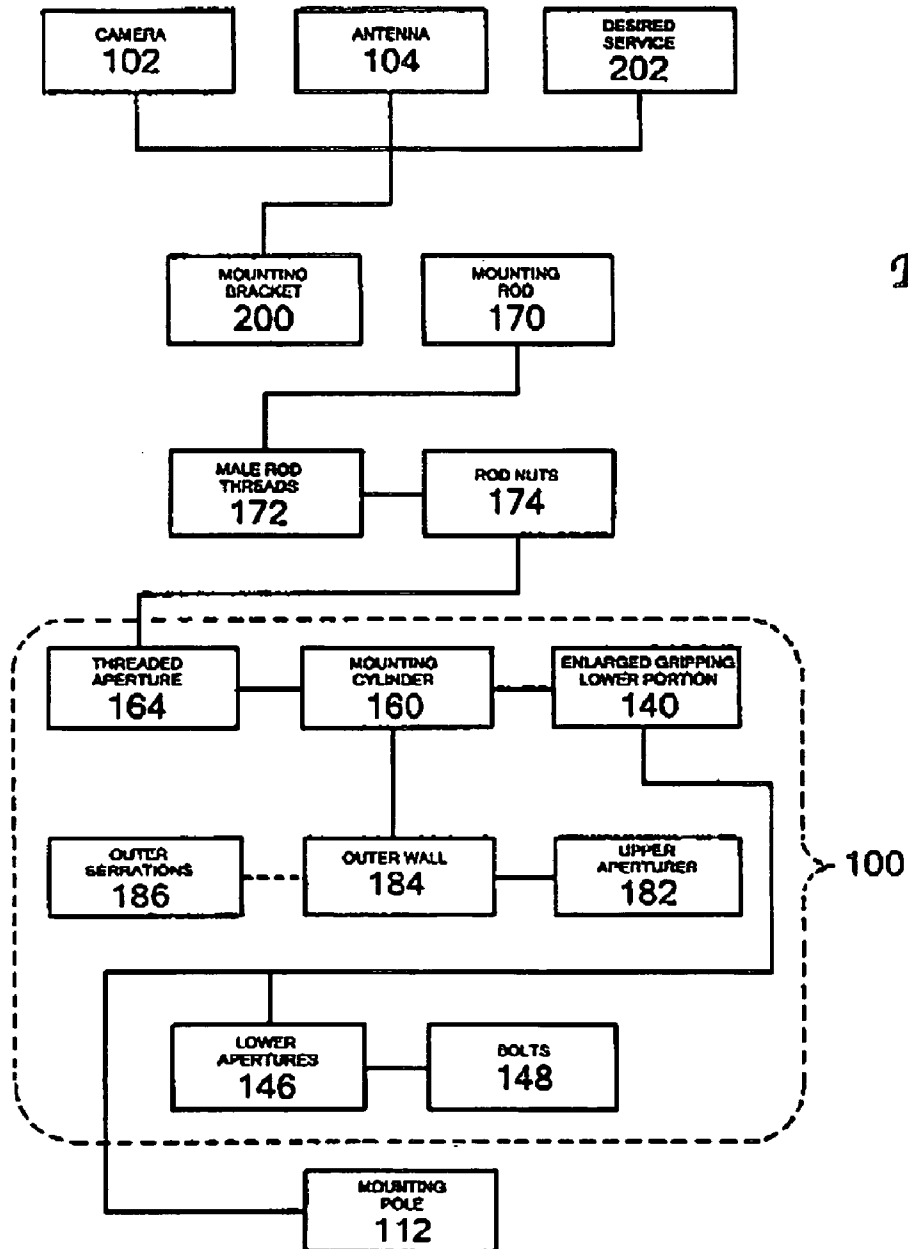 CAMERA
102
ANTENNA
104
DESIRED
SERVICE
202
MOUNTING
BRACKET
200
MOUNTING
ROD
170
MALE ROD
THREADS
172
ROD NUTS
174
THREADED
APERTURE
164
MOUNTING
CYLINDER
160
ENLARGED GRIPPING
LOWER PORTION
140
OUTER
SERRATIONS
186
OUTER WALL
184
UPPER
APERTURER
182
100
LOWER
APERTURES
146
BOLTS
148
MOUNTING
POLE
112